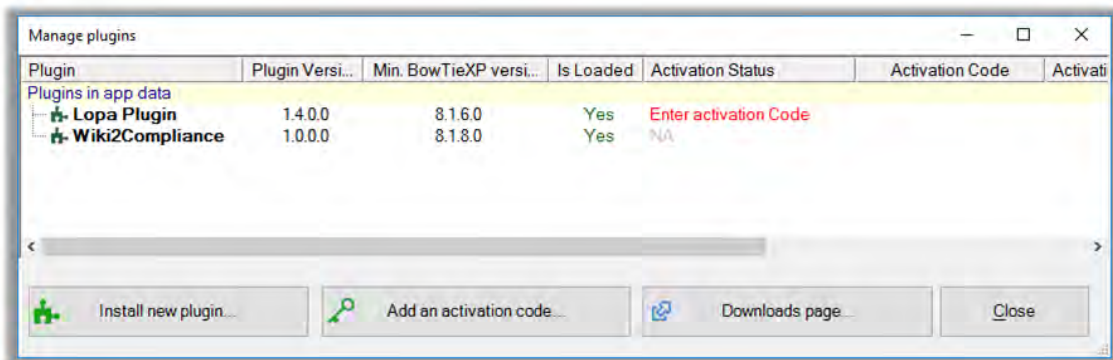 Manage plugins
Plugin Plugin Versi... Min. BowTieXP versi... Is Loaded Activation Status Activation Code Activati
Plugins in app data
Lopa Plugin 1.4.0.0 8.1.6.0 Yes Enter activation Code
Wiki2Compliance 1.0.0.0 8.1.8.0 Yes NA
Install new plugin... Add an activation code... Downloads page... Close